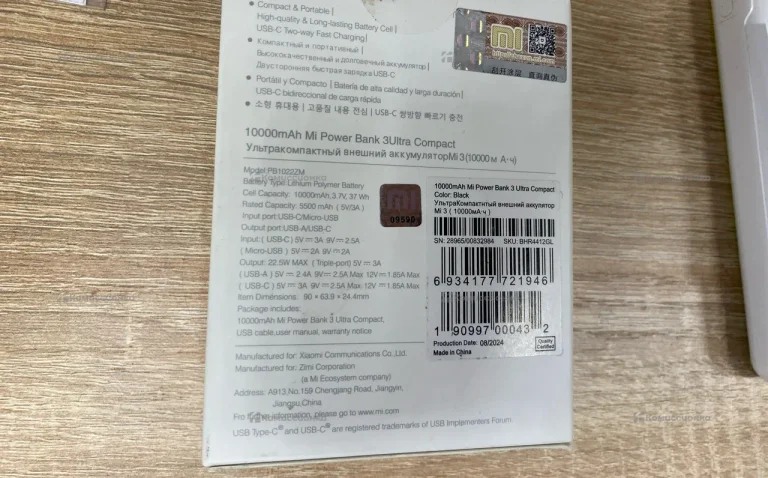 Compact & Portable |
High-quality & Long-lasting Battery Cell |
USB-C Two-way Fast Charging |
• Компактный и портативный |
Высококачественный и долговечный аккумулятор |
Двусторонняя быстрая зарядка USB-C
• Portátil y Compacto | Batería de alta calidad y larga duración |
USB-C bidireccional de carga rápida
• 소형 휴대용 | 고품질 내용 전심 | USB-C 쌍방향 빠르기 충전
mi
10000mAh Mi Power Bank 3Ultra Compact
Ультракомпактный внешний аккумуляторMi 3(10000м А·ч)
Model:PB1022ZM
Battery Type:Lithium Polymer Battery
Cell Capacity: 10000mAh,3.7V, 37 Wh
Rated Capacity: 5500 mAh (5V/3A)
Input port:USB-C/Micro-USB
Output port:USB-A/USB-C
Input:( USB-C) 5V⎓3A 9V⎓2.5A
( Micro-USB ) 5V⎓2A 9V⎓2A
Output: 22.5W MAX ( Triple-port) 5V⎓3A
( USB-A ) 5V⎓2.4A 9V⎓2.5A Max 12V⎓1.85A Max
( USB-C ) 5V⎓3A 9V⎓2.5A Max 12V⎓1.85A Max
Item Dimensions: 90 × 63.9 × 24.4mm
Package includes:
10000mAh Mi Power Bank 3 Ultra Compact,
USB cable,user manual, warranty notice
Manufactured for: Xiaomi Communications Co.,Ltd.
Manufactured for: Zimi Corporation
(a Mi Ecosystem company)
Address: A913,No.159 Chengjang Road, Jiangyin,
Jiangsu,China
For further information, please go to www.mi.com
USB Type-C® and USB-C® are registered trademarks of USB Implementers Forum
10000mAh Mi Power Bank 3 Ultra Compact
Color: Black
УльтраКомпактнтый внешний аккулятор
Mi 3 ( 10000мА·ч )
SN: 28965/00832984 SKU: BHR4412GL
6 934177 721946
1 90997 00043 2
Production Date: 08/2024
Made in China
Quality
Certified